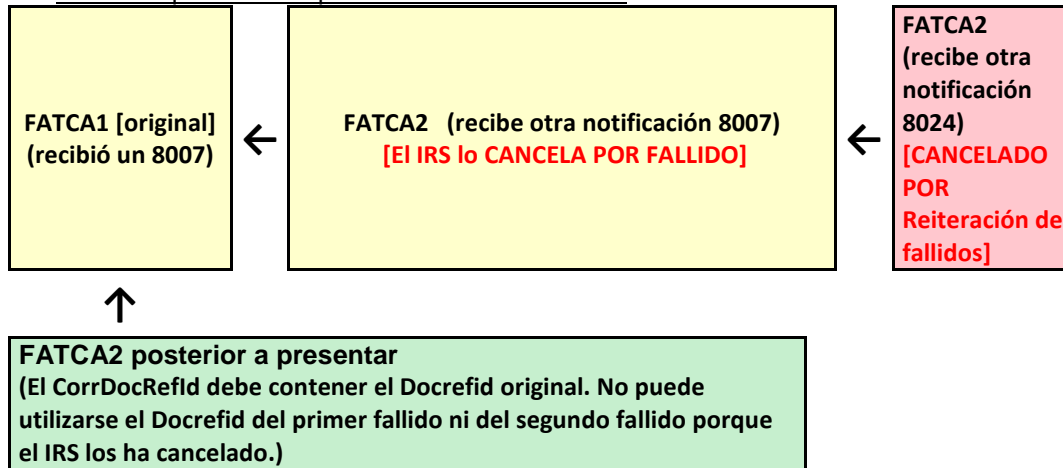 FATCA1 [original]
(recibió un 8007)
←
FATCA2 (recibe otra notificación 8007)
[El IRS lo CANCELA POR FALLIDO]
←
FATCA2
(recibe otra
notificación
8024)
[CANCELADO
POR
Reiteración de
fallidos]
↑
FATCA2 posterior a presentar
(El CorrDocRefId debe contener el Docrefid original. No puede
utilizarse el Docrefid del primer fallido ni del segundo fallido porque
el IRS los ha cancelado.)